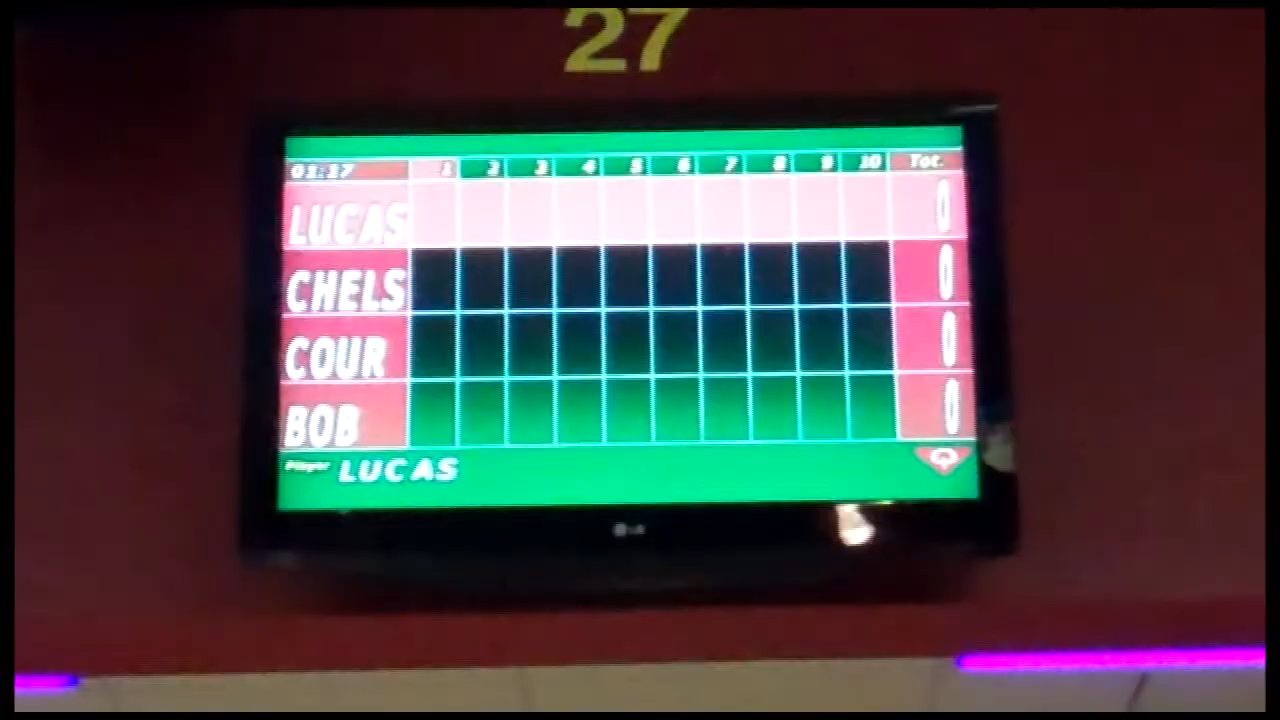 27
01:17 1 2 3 4 5 6 7 8 9 10 Tot.
LUCAS 0
CHELS 0
COUR 0
BOB 0
Player LUCAS
LG